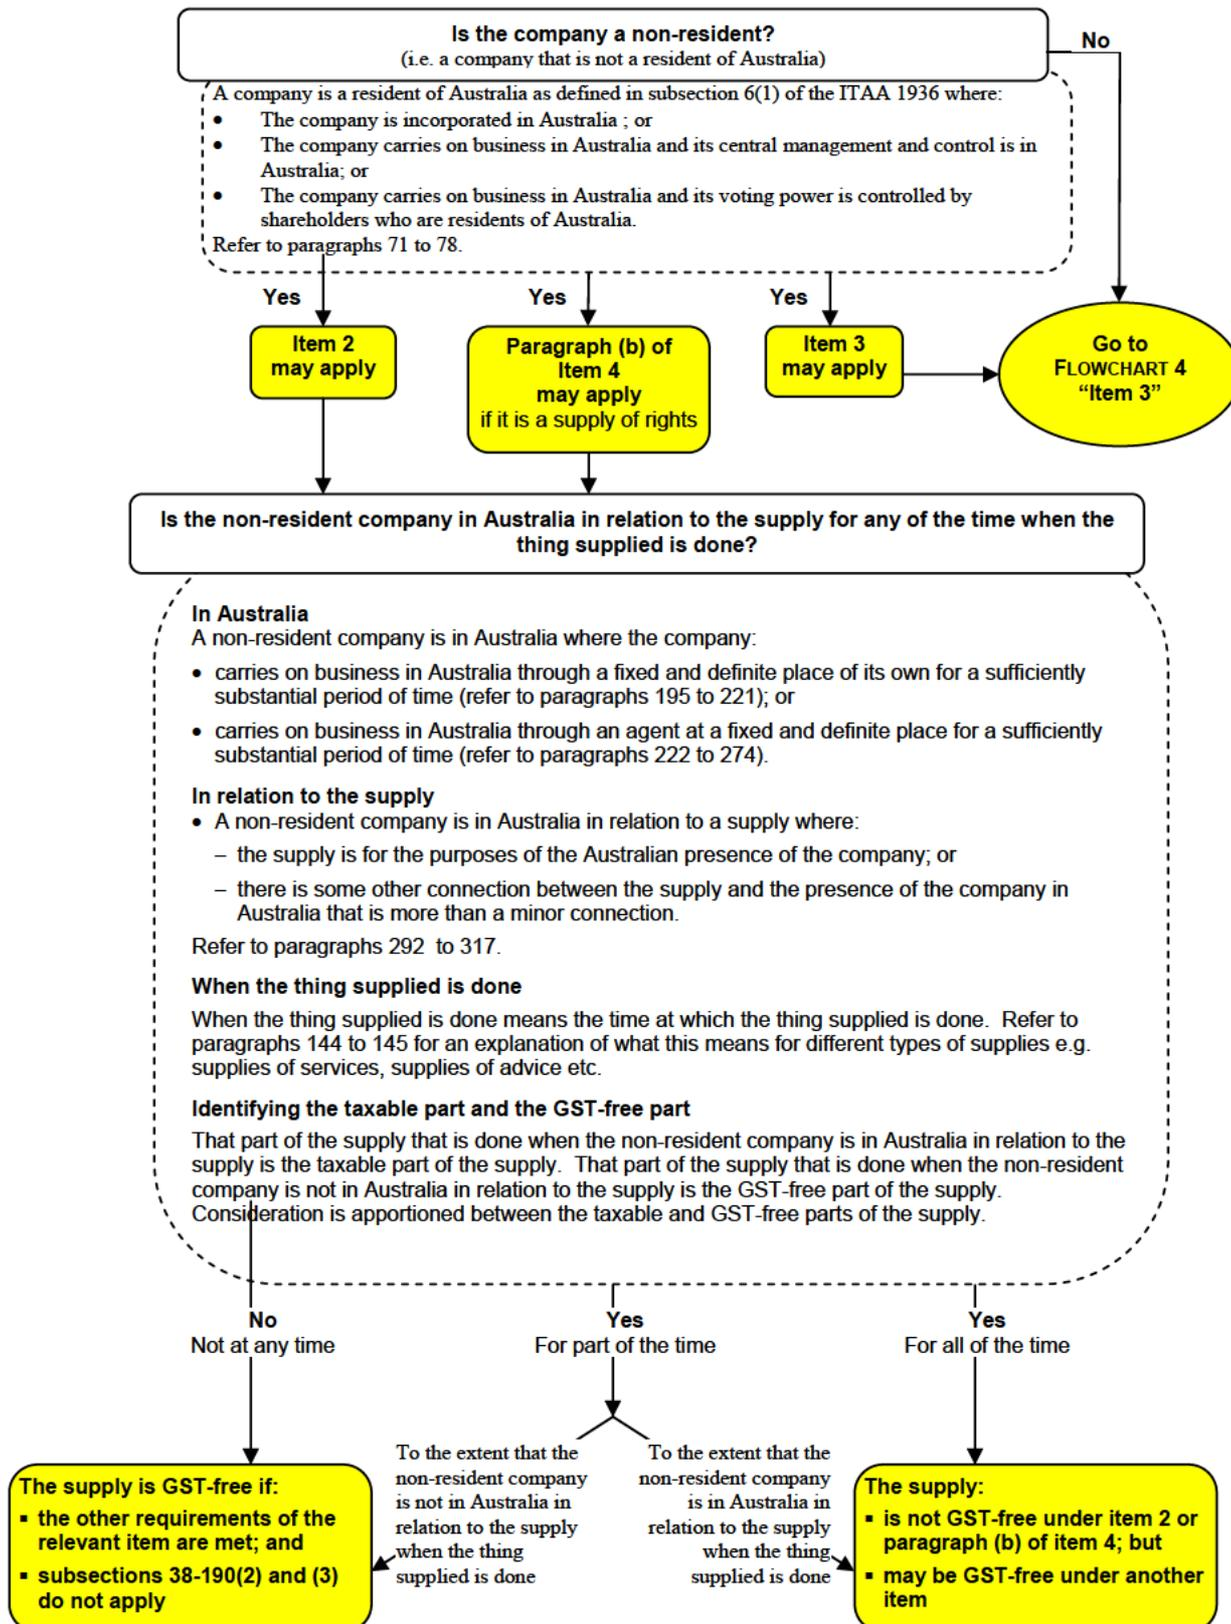 Is the company a non-resident?
(i.e. a company that is not a resident of Australia)
No
A company is a resident of Australia as defined in subsection 6(1) of the ITAA 1936 where:
• The company is incorporated in Australia ; or
• The company carries on business in Australia and its central management and control is in
Australia; or
• The company carries on business in Australia and its voting power is controlled by
shareholders who are residents of Australia.
Refer to paragraphs 71 to 78.
Yes
Yes
Yes
Item 2
may apply
Paragraph (b) of
Item 4
may apply
if it is a supply of rights
Item 3
may apply
Go to
FLOWCHART 4
“Item 3”
Is the non-resident company in Australia in relation to the supply for any of the time when the
thing supplied is done?
In Australia
A non-resident company is in Australia where the company:
• carries on business in Australia through a fixed and definite place of its own for a sufficiently
substantial period of time (refer to paragraphs 195 to 221); or
• carries on business in Australia through an agent at a fixed and definite place for a sufficiently
substantial period of time (refer to paragraphs 222 to 274).
In relation to the supply
• A non-resident company is in Australia in relation to a supply where:
– the supply is for the purposes of the Australian presence of the company; or
– there is some other connection between the supply and the presence of the company in
Australia that is more than a minor connection.
Refer to paragraphs 292 to 317.
When the thing supplied is done
When the thing supplied is done means the time at which the thing supplied is done. Refer to
paragraphs 144 to 145 for an explanation of what this means for different types of supplies e.g.
supplies of services, supplies of advice etc.
Identifying the taxable part and the GST-free part
That part of the supply that is done when the non-resident company is in Australia in relation to the
supply is the taxable part of the supply. That part of the supply that is done when the non-resident
company is not in Australia in relation to the supply is the GST-free part of the supply.
Consideration is apportioned between the taxable and GST-free parts of the supply.
No
Not at any time
Yes
For part of the time
Yes
For all of the time
The supply is GST-free if:
▪ the other requirements of the
relevant item are met; and
▪ subsections 38-190(2) and (3)
do not apply
To the extent that the
non-resident company
is not in Australia in
relation to the supply
when the thing
supplied is done
To the extent that the
non-resident company
is in Australia in
relation to the supply
when the thing
supplied is done
The supply:
▪ is not GST-free under item 2 or
paragraph (b) of item 4; but
▪ may be GST-free under another
item